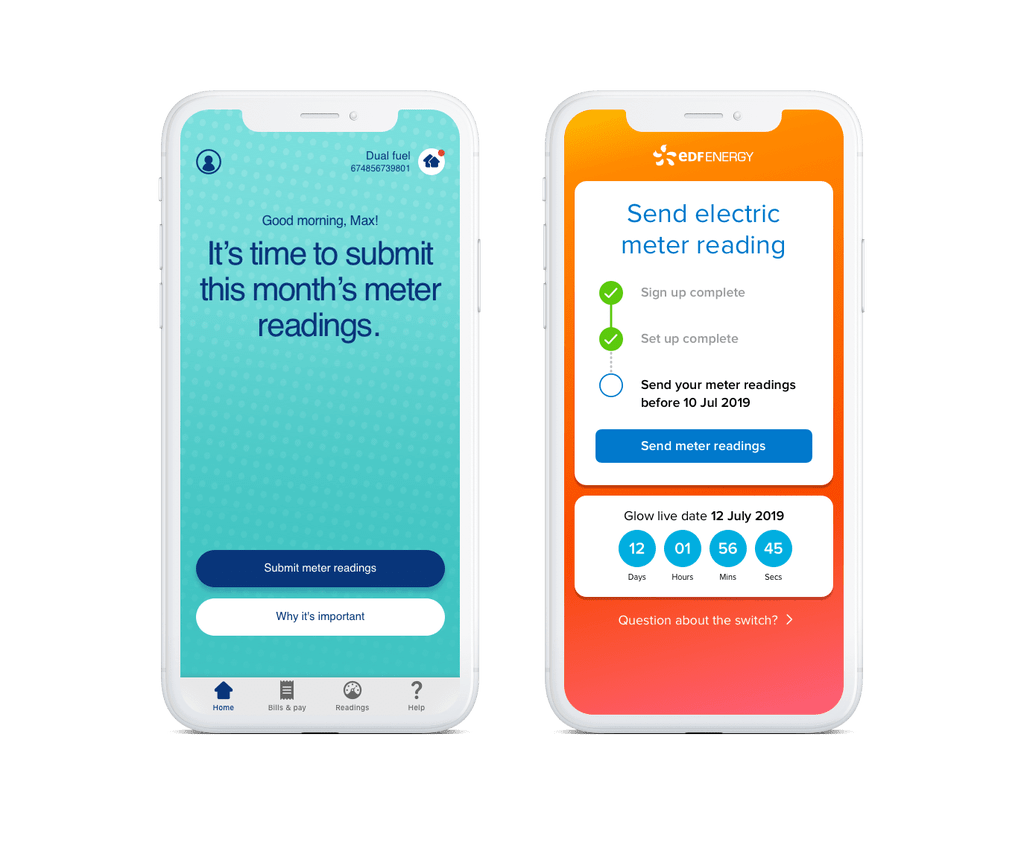 Dual fuel
674856739801
Good morning, Max!
It's time to submit
this month's meter
readings.
Submit meter readings
Why it's important
Home
Bills & pay
Readings
Help
eDFENERGY
Send electric
meter reading
Sign up complete
Set up complete
Send your meter readings
before 10 Jul 2019
Send meter readings
Glow live date 12 July 2019
12 01 56 45
Days Hours Mins Secs
Question about the switch?